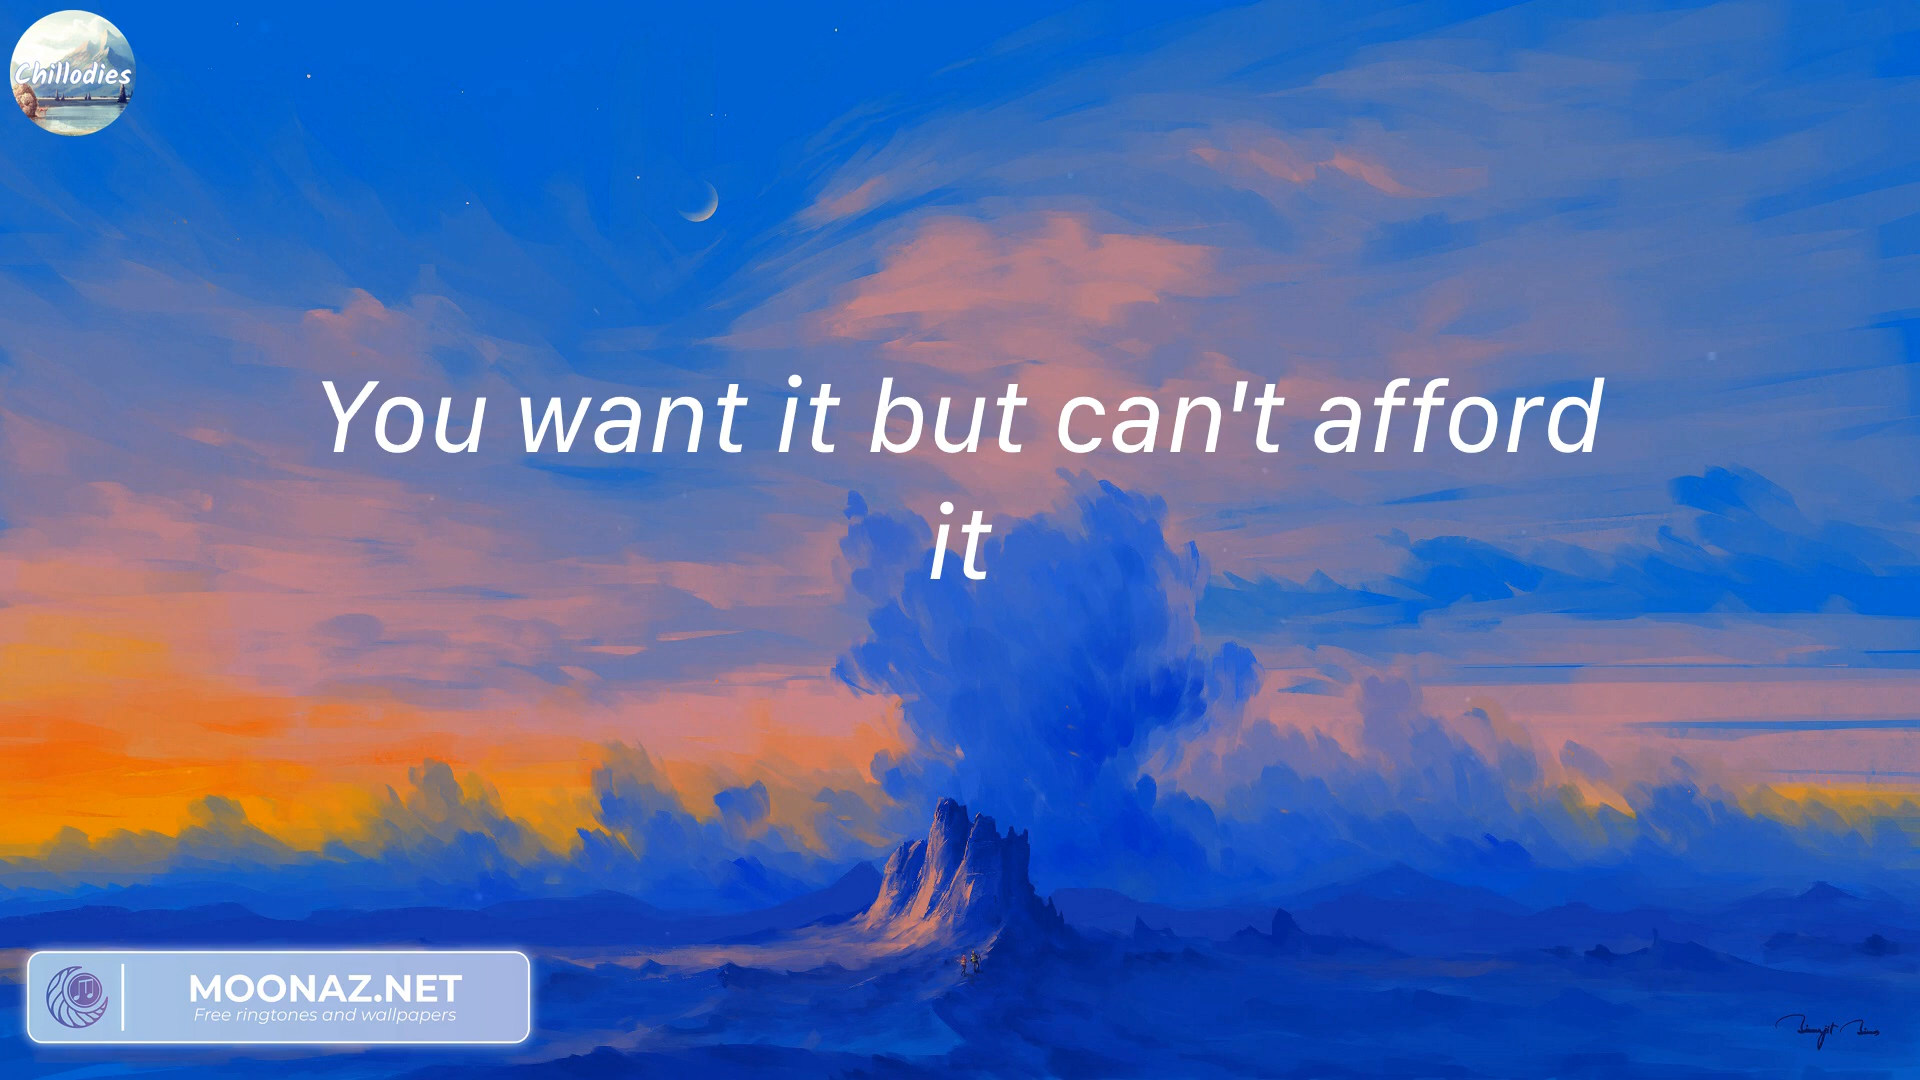 Chillodies
You want it but can't afford
it
MOONAZ.NET
Free ringtones and wallpapers